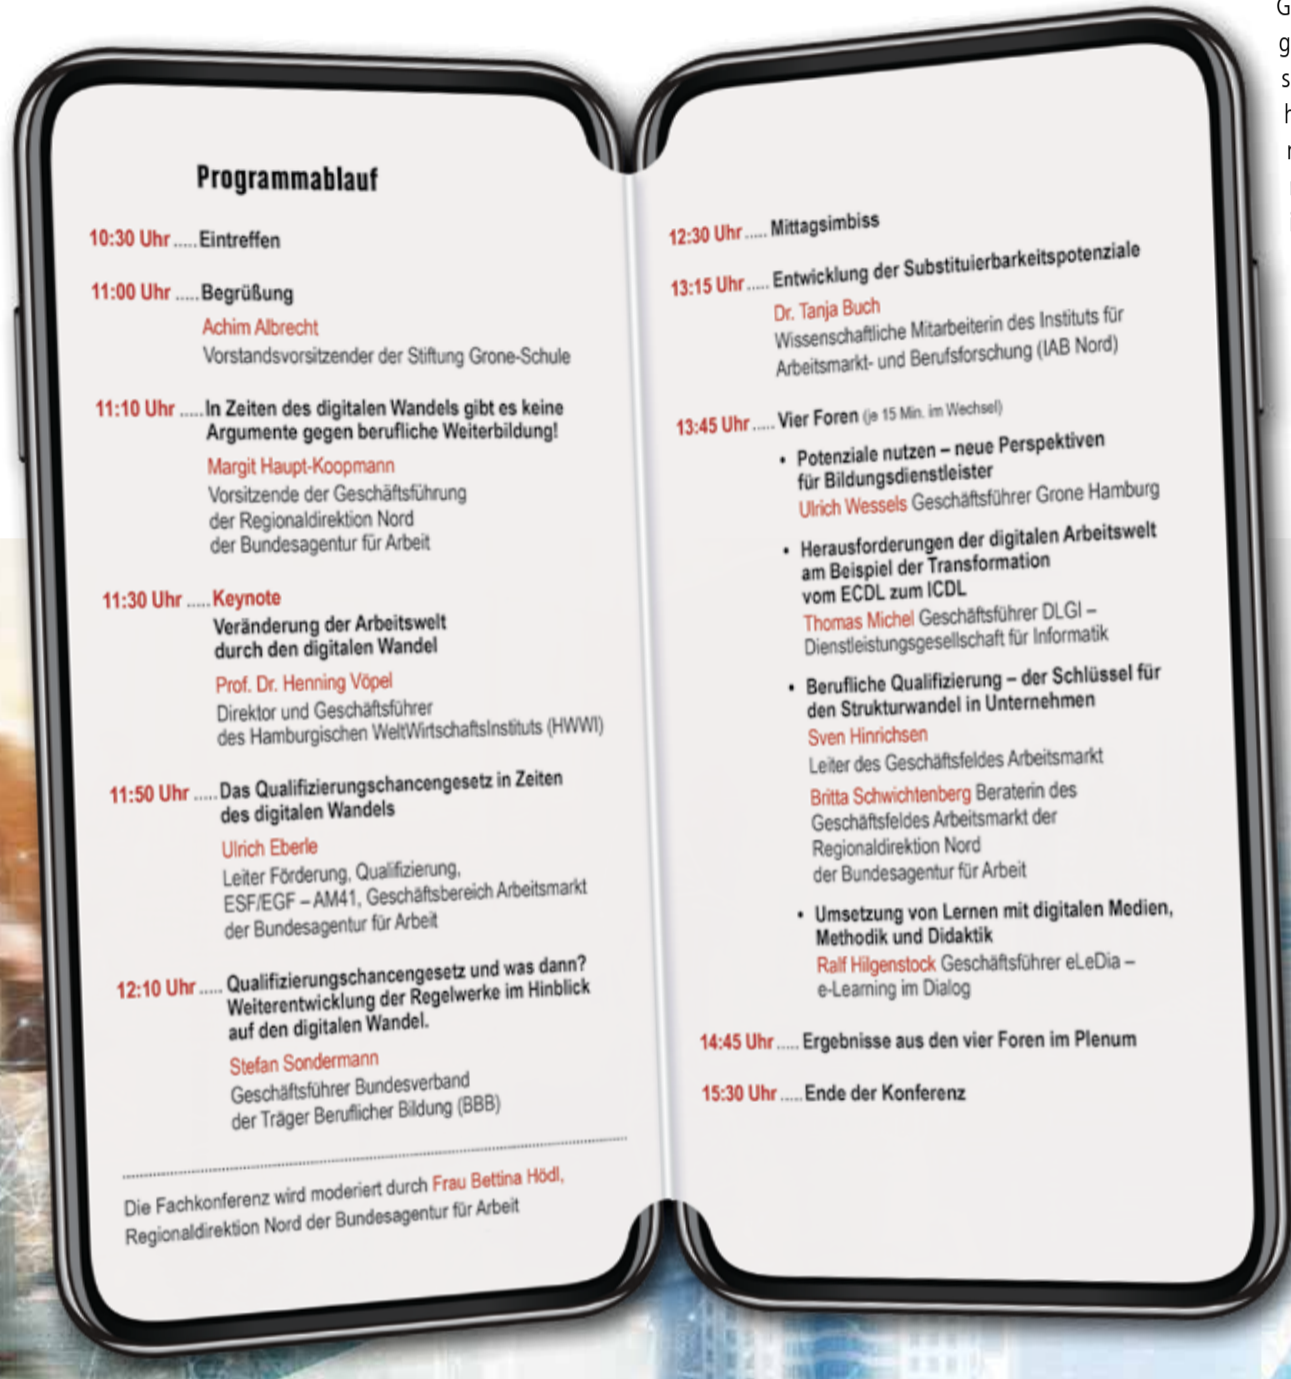 Programmablauf
10:30 Uhr ..... Eintreffen
11:00 Uhr ..... Begrüßung
Achim Albrecht
Vorstandsvorsitzender der Stiftung Grone-Schule
11:10 Uhr ..... In Zeiten des digitalen Wandels gibt es keine
Argumente gegen berufliche Weiterbildung!
Margit Haupt-Koopmann
Vorsitzende der Geschäftsführung
der Regionaldirektion Nord
der Bundesagentur für Arbeit
11:30 Uhr ..... Keynote
Veränderung der Arbeitswelt
durch den digitalen Wandel
Prof. Dr. Henning Vöpel
Direktor und Geschäftsführer
des Hamburgischen WeltWirtschaftsInstituts (HWWI)
11:50 Uhr ..... Das Qualifizierungschancengesetz in Zeiten
des digitalen Wandels
Ulrich Eberle
Leiter Förderung, Qualifizierung,
ESF/EGF – AM41, Geschäftsbereich Arbeitsmarkt
der Bundesagentur für Arbeit
12:10 Uhr ..... Qualifizierungschancengesetz und was dann?
Weiterentwicklung der Regelwerke im Hinblick
auf den digitalen Wandel.
Stefan Sondermann
Geschäftsführer Bundesverband
der Träger Beruflicher Bildung (BBB)
Die Fachkonferenz wird moderiert durch Frau Bettina Hödl,
Regionaldirektion Nord der Bundesagentur für Arbeit
12:30 Uhr ..... Mittagsimbiss
13:15 Uhr ..... Entwicklung der Substituierbarkeitspotenziale
Dr. Tanja Buch
Wissenschaftliche Mitarbeiterin des Instituts für
Arbeitsmarkt- und Berufsforschung (IAB Nord)
13:45 Uhr ..... Vier Foren (je 15 Min. im Wechsel)
• Potenziale nutzen – neue Perspektiven
für Bildungsdienstleister
Ulrich Wessels Geschäftsführer Grone Hamburg
• Herausforderungen der digitalen Arbeitswelt
am Beispiel der Transformation
vom ECDL zum ICDL
Thomas Michel Geschäftsführer DLGI –
Dienstleistungsgesellschaft für Informatik
• Berufliche Qualifizierung – der Schlüssel für
den Strukturwandel in Unternehmen
Sven Hinrichsen
Leiter des Geschäftsfeldes Arbeitsmarkt
Britta Schwichtenberg Beraterin des
Geschäftsfeldes Arbeitsmarkt der
Regionaldirektion Nord
der Bundesagentur für Arbeit
• Umsetzung von Lernen mit digitalen Medien,
Methodik und Didaktik
Ralf Hilgenstock Geschäftsführer eLeDia –
e-Learning im Dialog
14:45 Uhr ..... Ergebnisse aus den vier Foren im Plenum
15:30 Uhr ..... Ende der Konferenz